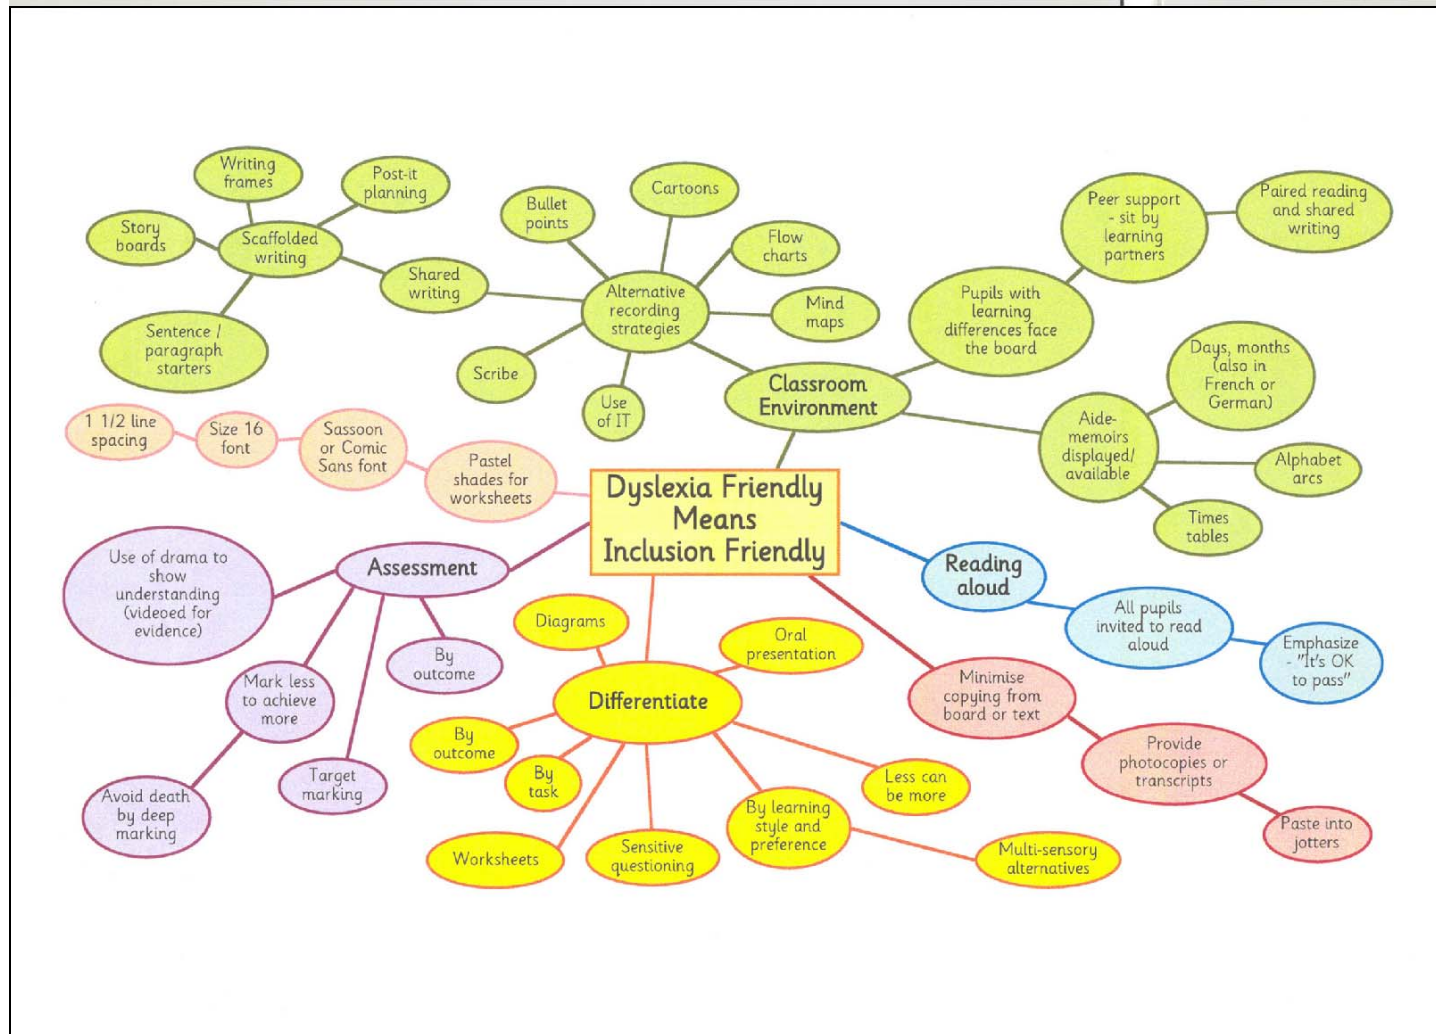 Dyslexia Friendly
Means
Inclusion Friendly
Classroom
Environment
Alternative
recording
strategies
Bullet
points
Cartoons
Flow
charts
Mind
maps
Use
of IT
Scribe
Shared
writing
Scaffolded
writing
Writing
frames
Post-it
planning
Story
boards
Sentence /
paragraph
starters
Pupils with
learning
differences face
the board
Peer support
- sit by
learning
partners
Paired reading
and shared
writing
Aide-
memoirs
displayed/
available
Days, months
(also in
French or
German)
Alphabet
arcs
Times
tables
Reading
aloud
All pupils
invited to read
aloud
Emphasize
- "It's OK
to pass"
Minimise
copying from
board or text
Provide
photocopies or
transcripts
Paste into
jotters
Differentiate
Diagrams
Oral
presentation
By
outcome
By
task
Worksheets
Sensitive
questioning
By learning
style and
preference
Multi-sensory
alternatives
Less can
be more
Assessment
Use of drama to
show
understanding
(videoed for
evidence)
Mark less
to achieve
more
Avoid death
by deep
marking
Target
marking
By
outcome
Pastel
shades for
worksheets
Sassoon
or Comic
Sans font
Size 16
font
1 1/2 line
spacing